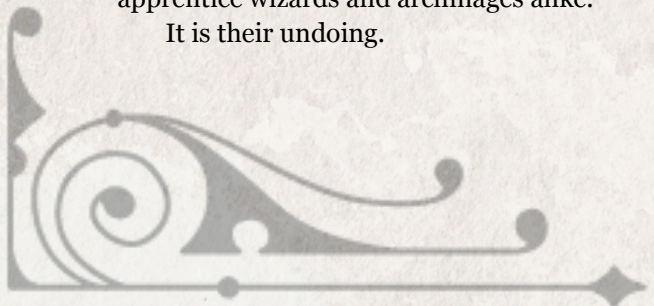 apprentice wizards and archmages alike.
It is their undoing.